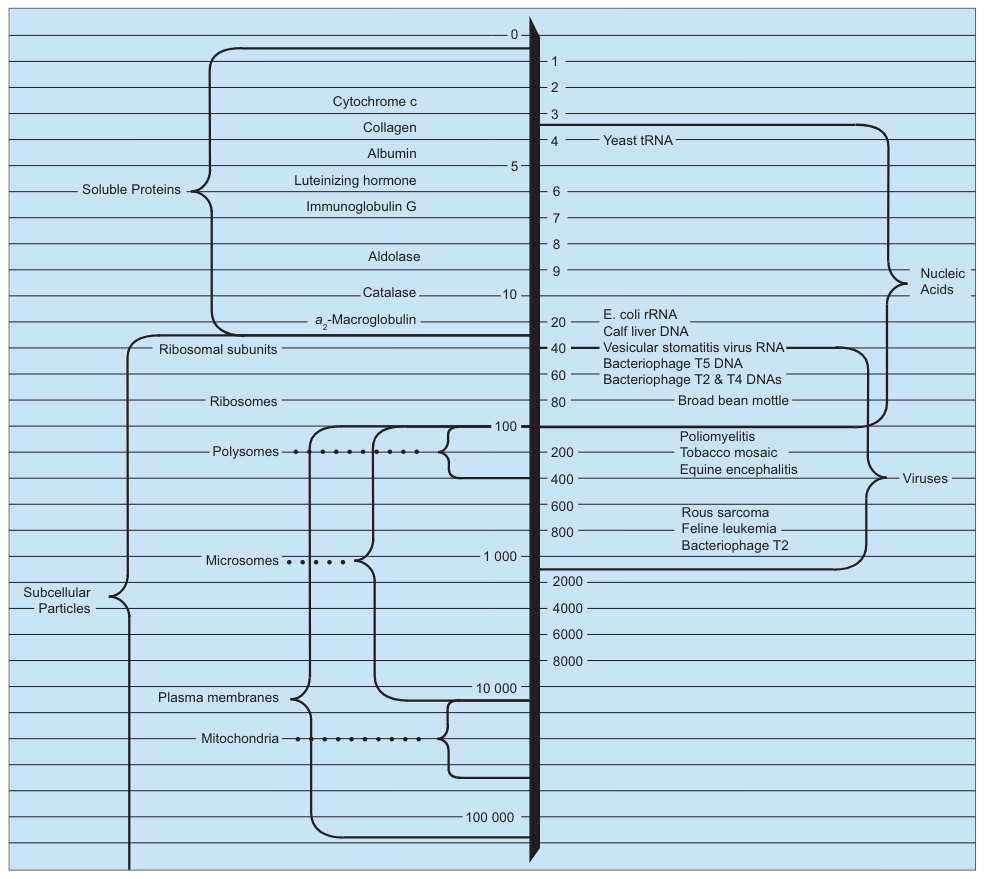 0
1
2
Cytochrome c
3
Collagen
4
Yeast tRNA
Albumin
5
Luteinizing hormone
Soluble Proteins
6
Immunoglobulin G
7
8
Aldolase
9
Nucleic
Acids
Catalase
10
E. coli rRNA
a2-Macroglobulin
20
Calf liver DNA
Ribosomal subunits
40
Vesicular stomatitis virus RNA
Bacteriophage T5 DNA
60
Bacteriophage T2 & T4 DNAs
Ribosomes
80
Broad bean mottle
100
Poliomyelitis
Polysomes
200
Tobacco mosaic
Equine encephalitis
400
Viruses
600
Rous sarcoma
Feline leukemia
800
Bacteriophage T2
Microsomes
1 000
2000
Subcellular
Particles
4000
6000
8000
10 000
Plasma membranes
Mitochondria
100 000